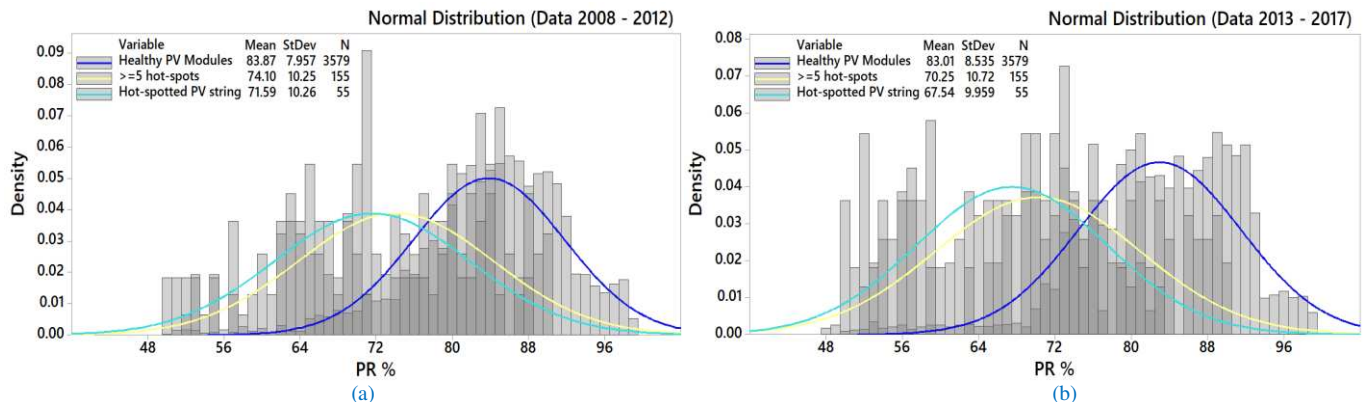 Normal Distribution (Data 2008 - 2012)
Variable Mean StDev N
Healthy PV Modules 83.87 7.957 3579
>=5 hot-spots 74.10 10.25 155
Hot-spotted PV string 71.59 10.26 55
0.09
0.08
0.07
0.06
0.05
0.04
0.03
0.02
0.01
0.00
Density
48 56 64 72 80 88 96
PR %
(a)
Normal Distribution (Data 2013 - 2017)
Variable Mean StDev N
Healthy PV Modules 83.01 8.535 3579
>=5 hot-spots 70.25 10.72 155
Hot-spotted PV string 67.54 9.959 55
0.08
0.07
0.06
0.05
0.04
0.03
0.02
0.01
0.00
Density
48 56 64 72 80 88 96
PR %
(b)